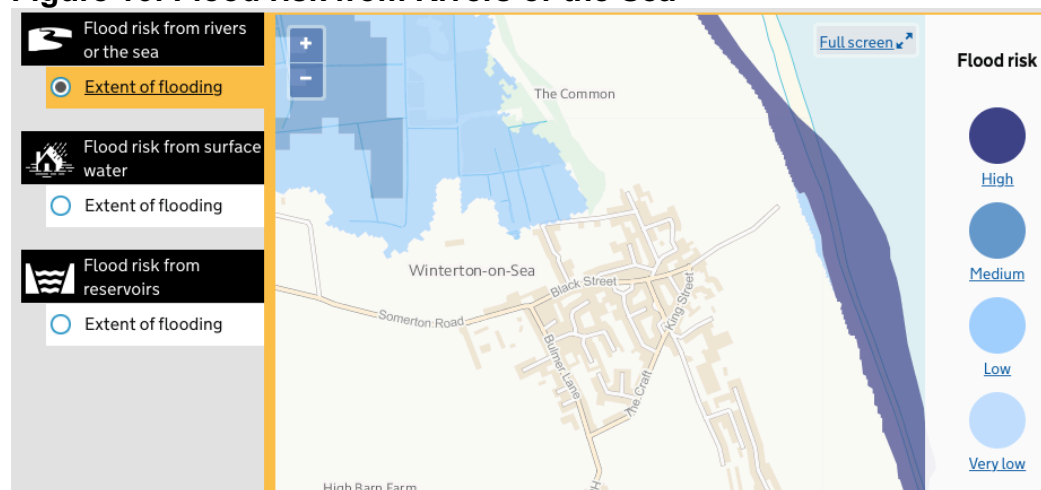 Flood risk from rivers
or the sea
Extent of flooding
Flood risk from surface
water
Extent of flooding
Flood risk from
reservoirs
Extent of flooding
+
−
The Common
Full screen
Winterton-on-Sea
Black Street
King Street
Somerton Road
Bulmer Lane
The Craft
High Barn Farm
Flood risk
High
Medium
Low
Very low